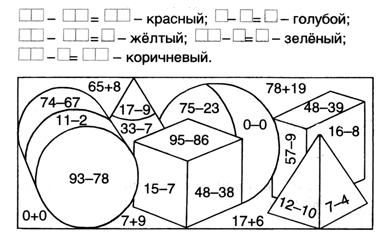 □□ – □□=□□ – красный; □–□=□ – голубой;
□□ – □□=□ – жёлтый; □□–□=□ – зелёный;
□□ – □=□□ – коричневый.
65+8 78+19
74–67 17–9 75–23 48–39
11–2 33–7 0–0 16–8
95–86 57–9
93–78
15–7 48–38 12–10 7–4
0+0 7+9 17+6